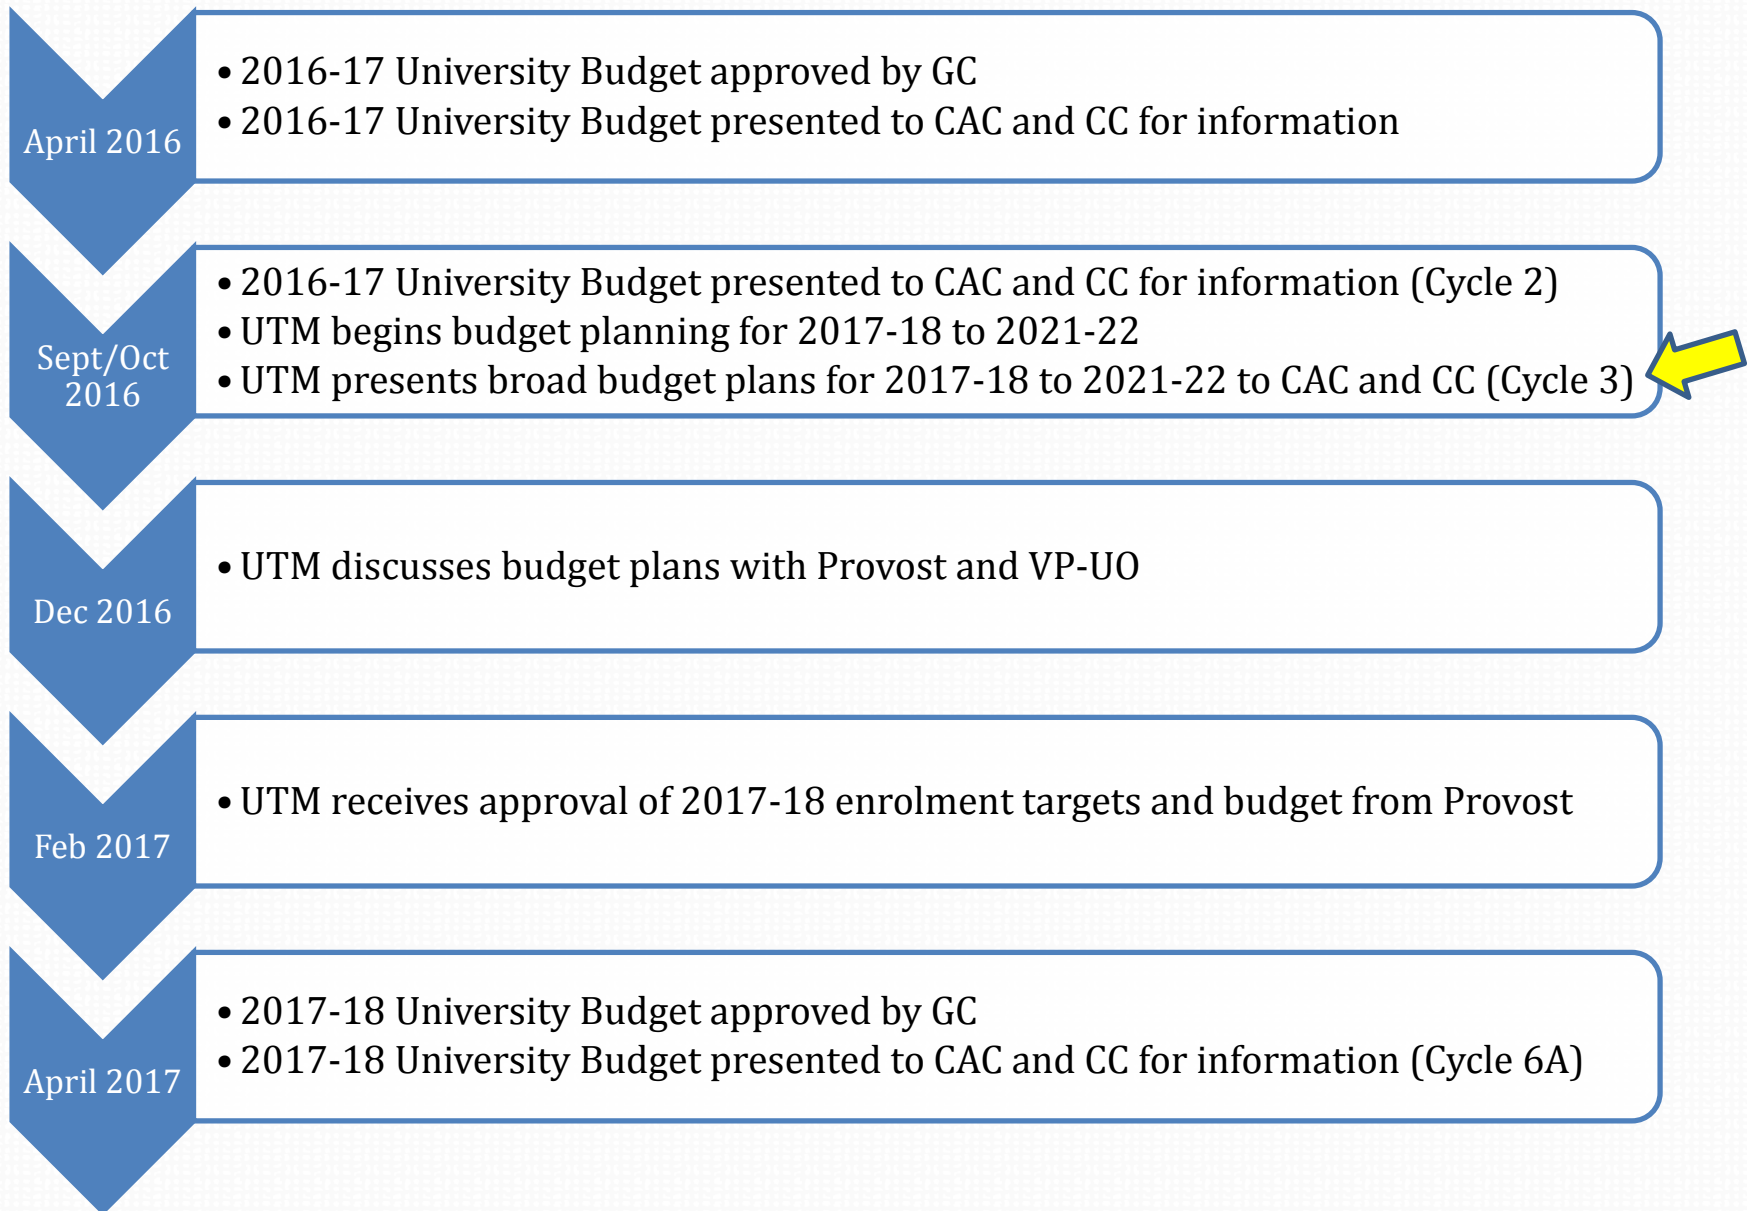 April 2016
• 2016-17 University Budget approved by GC
• 2016-17 University Budget presented to CAC and CC for information
Sept/Oct
2016
• 2016-17 University Budget presented to CAC and CC for information (Cycle 2)
• UTM begins budget planning for 2017-18 to 2021-22
• UTM presents broad budget plans for 2017-18 to 2021-22 to CAC and CC (Cycle 3)
Dec 2016
• UTM discusses budget plans with Provost and VP-UO
Feb 2017
• UTM receives approval of 2017-18 enrolment targets and budget from Provost
April 2017
• 2017-18 University Budget approved by GC
• 2017-18 University Budget presented to CAC and CC for information (Cycle 6A)